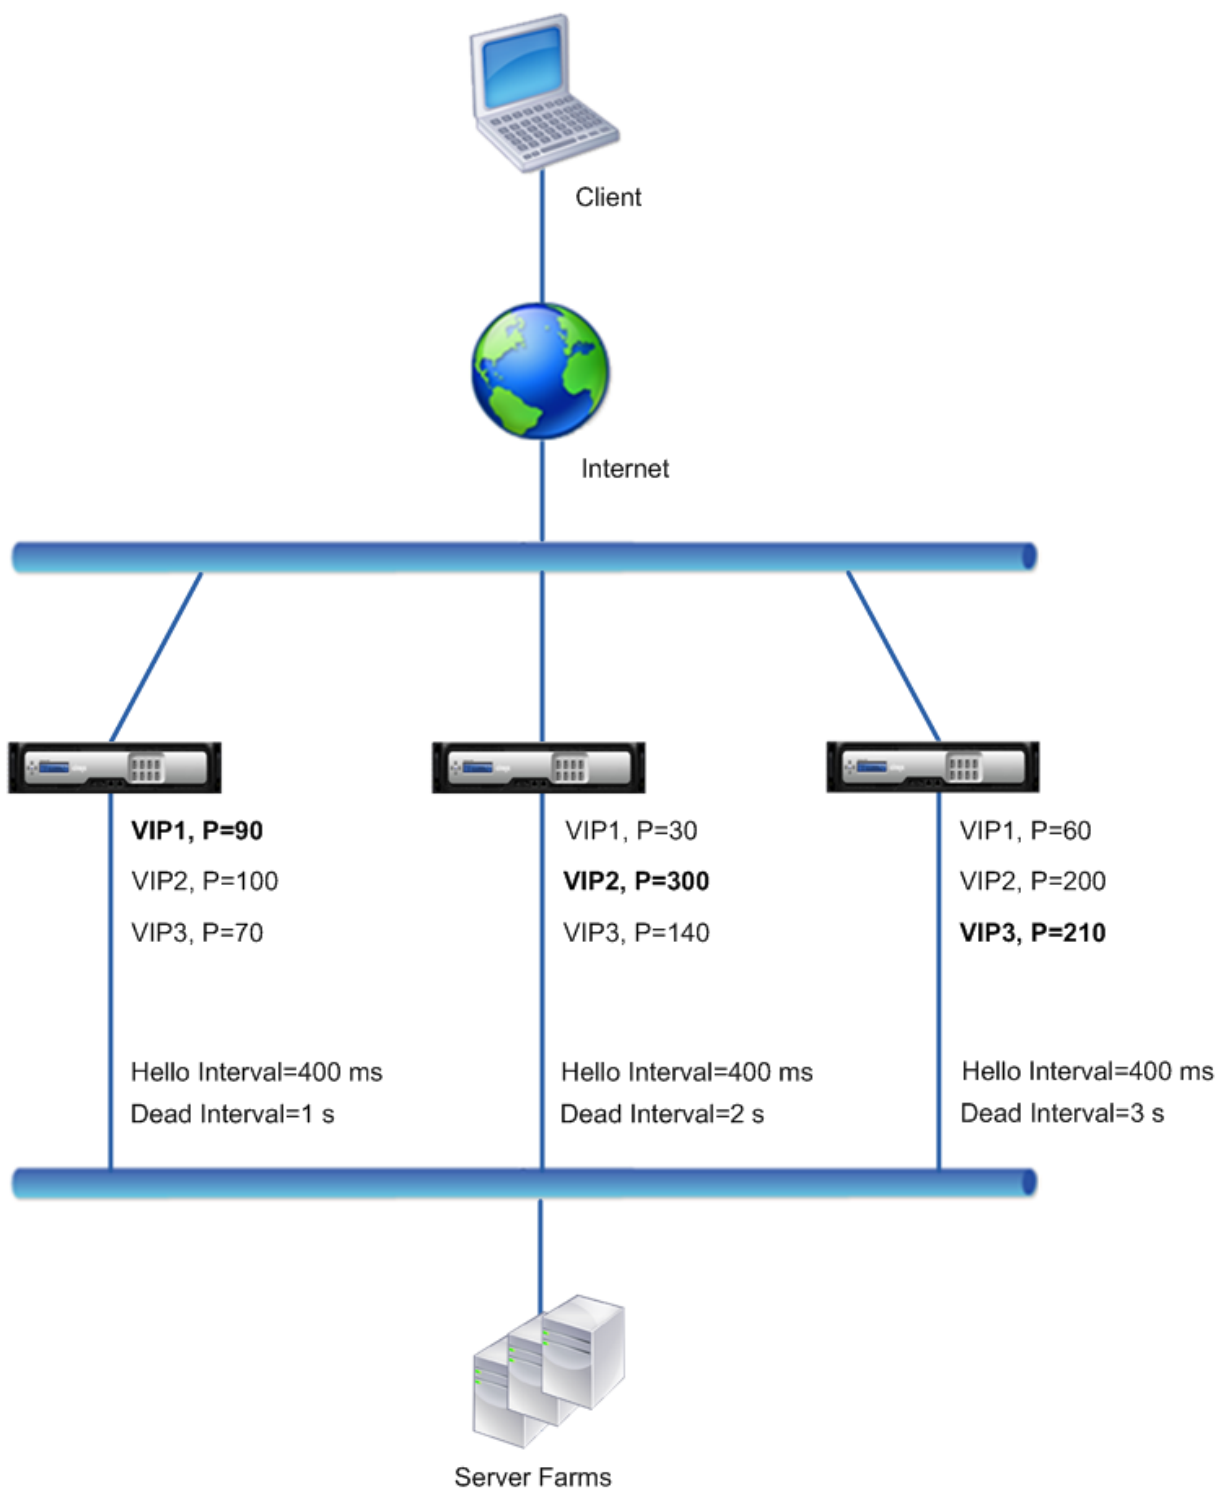 Client
Internet
VIP1, P=90
VIP2, P=100
VIP3, P=70
Hello Interval=400 ms
Dead Interval=1 s
VIP1, P=30
VIP2, P=300
VIP3, P=140
Hello Interval=400 ms
Dead Interval=2 s
VIP1, P=60
VIP2, P=200
VIP3, P=210
Hello Interval=400 ms
Dead Interval=3 s
Server Farms